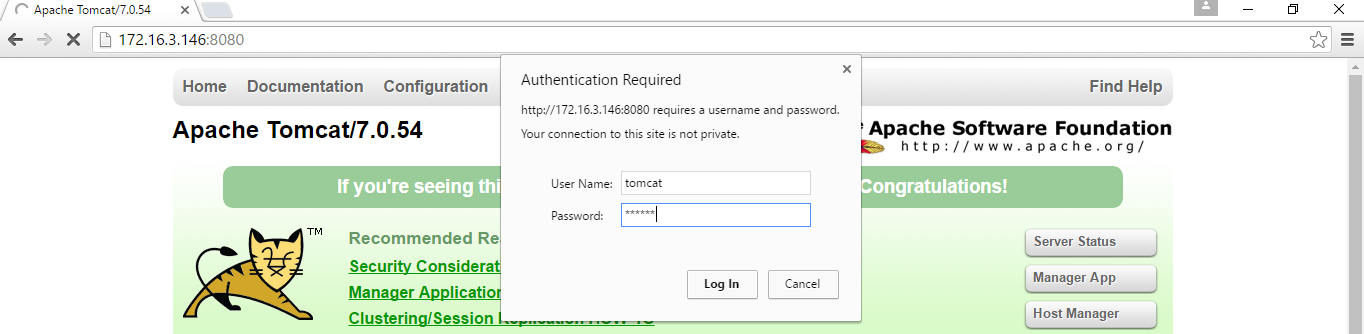 Apache Tomcat/7.0.54
172.16.3.146:8080
Home Documentation Configuration Find Help
Authentication Required
http://172.16.3.146:8080 requires a username and password.
Your connection to this site is not private.
User Name: tomcat
Password: ******
Log In Cancel
Apache Tomcat/7.0.54
Apache Software Foundation
http://www.apache.org/
If you're seeing thi Congratulations!
TM
Recommended Re
Security Considerat
Manager Application
Clustering/Session Replication HOW-TO
Server Status
Manager App
Host Manager